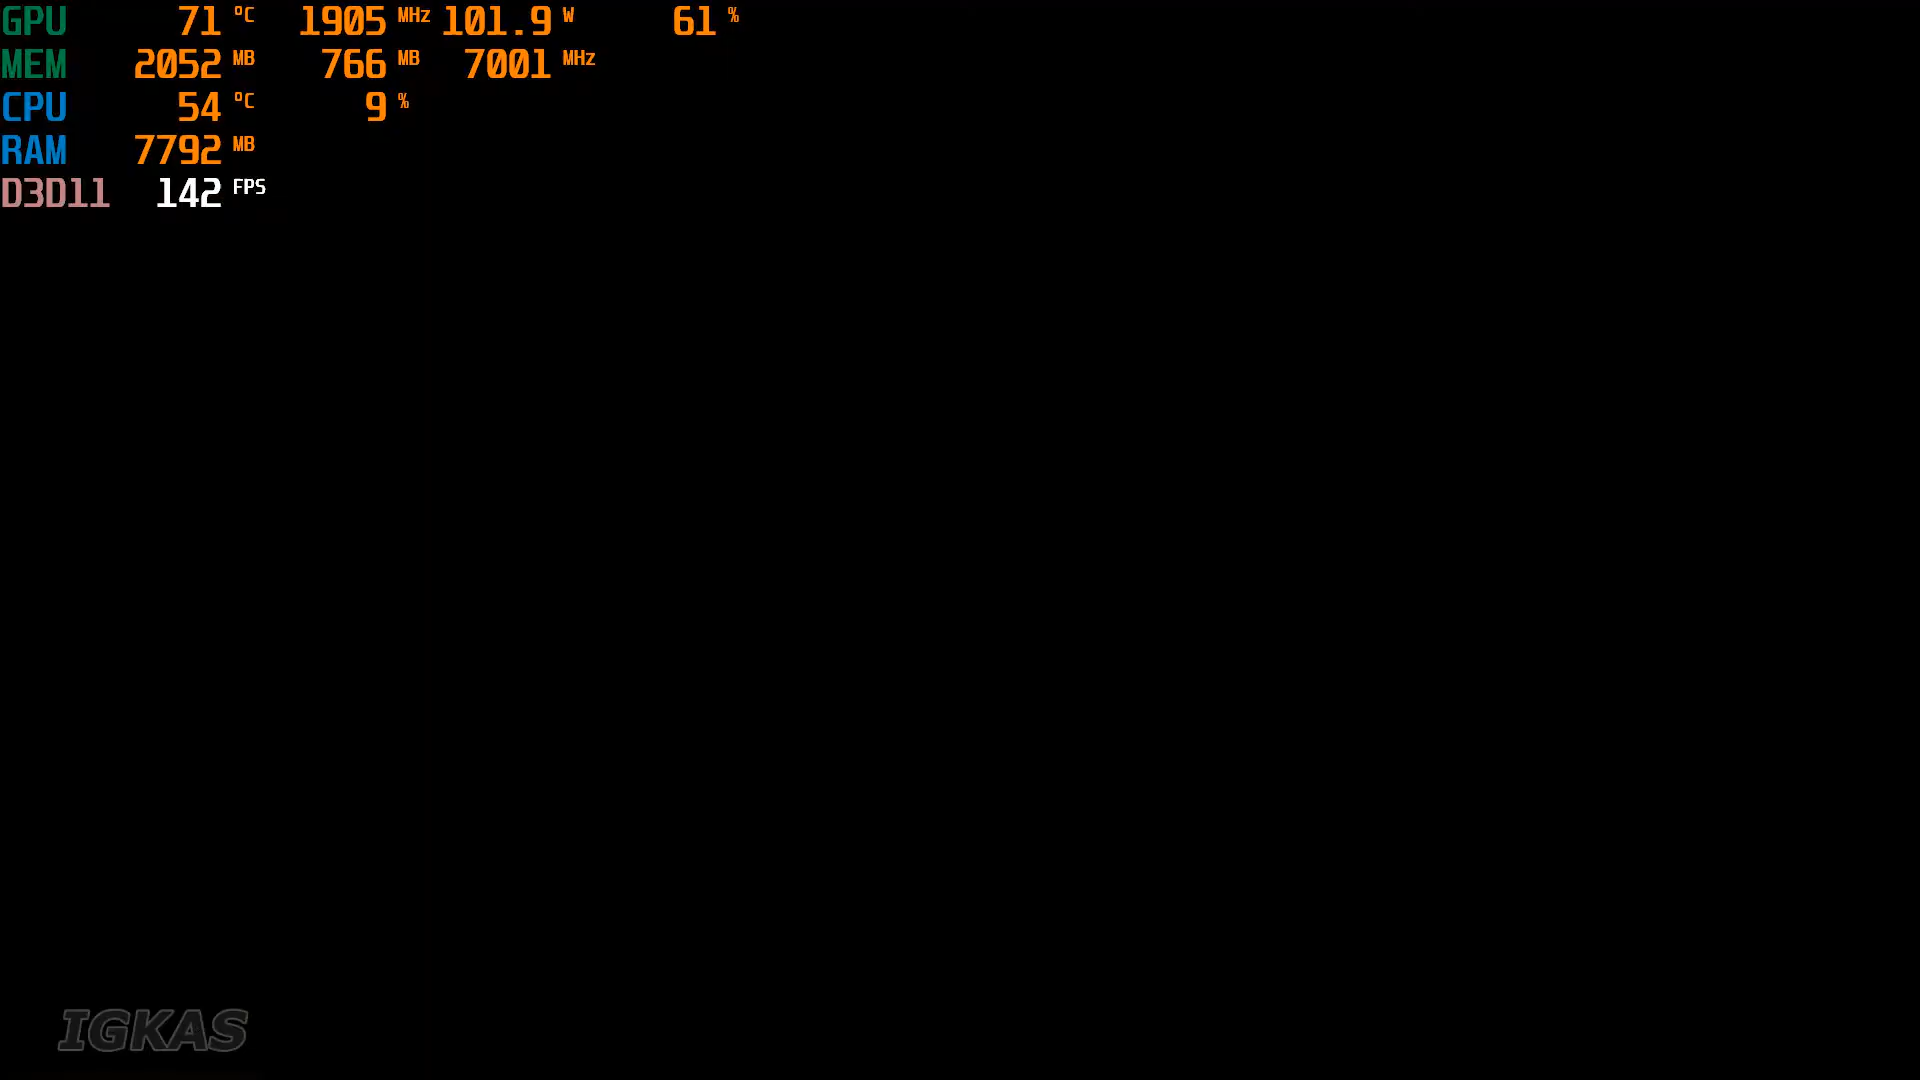 GPU 71 °C 1905 MHz 101.9 W 61 %
MEM 2052 MB 766 MB 7001 MHz
CPU 54 °C 9 %
RAM 7792 MB
D3D11 142 FPS
IGKAS